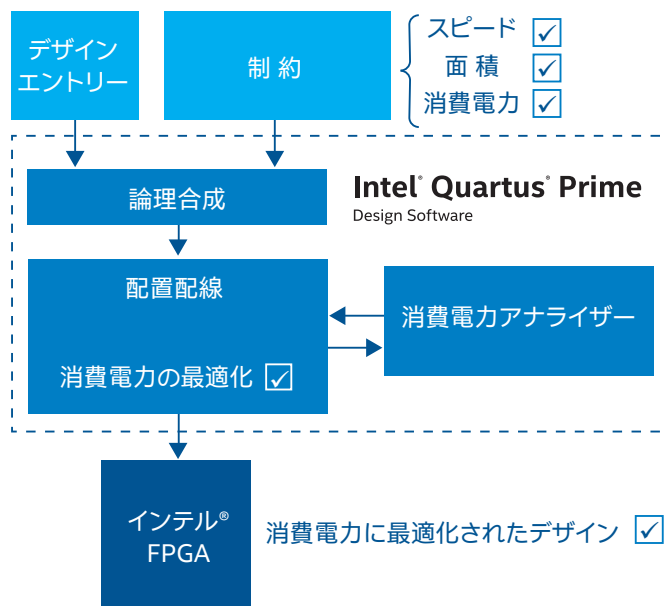 デザイン
エントリー
制 約
スピード
面 積
消費電力
論理合成
Intel® Quartus® Prime
Design Software
配置配線
消費電力の最適化
消費電力アナライザー
インテル®
FPGA
消費電力に最適化されたデザイン